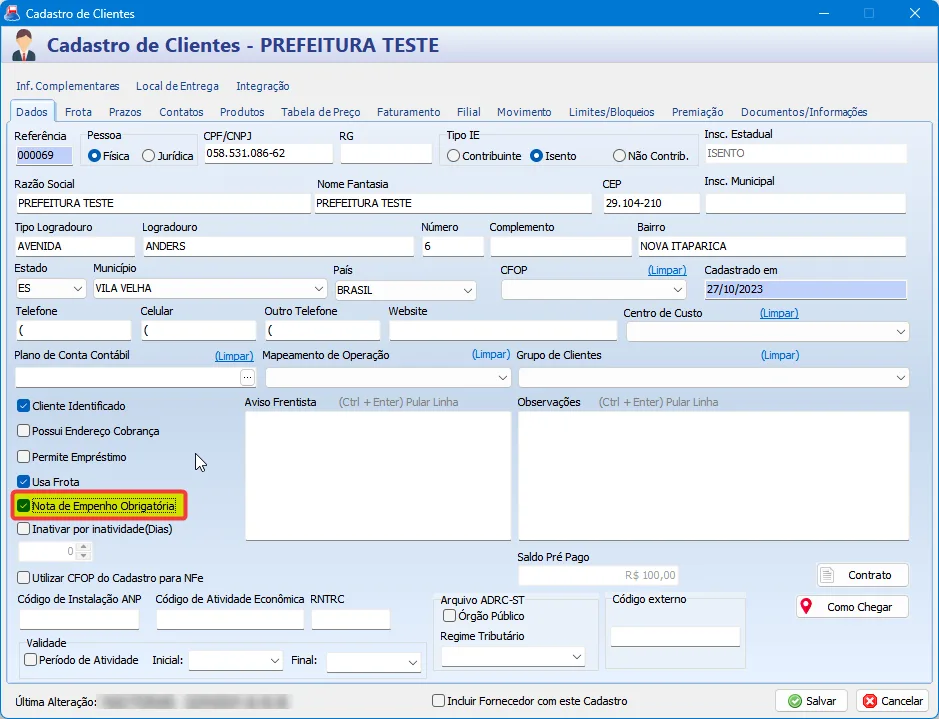 Cadastro de Clientes
Cadastro de Clientes - PREFEITURA TESTE
Inf. Complementares Local de Entrega Integração
Dados Frota Prazos Contatos Produtos Tabela de Preço Faturamento Filial Movimento Limites/Bloqueios Premiação Documentos/Informações
Referência Pessoa CPF/CNPJ RG Tipo IE Insc. Estadual
000069 Física Jurídica 058.531.086-62 Contribuinte Isento Não Contrib. ISENTO
Razão Social Nome Fantasia CEP Insc. Municipal
PREFEITURA TESTE PREFEITURA TESTE 29.104-210
Tipo Logradouro Logradouro Número Complemento Bairro
AVENIDA ANDERS 6 NOVA ITAPARICA
Estado Município País CFOP (Limpar) Cadastrado em
ES VILA VELHA BRASIL 27/10/2023
Telefone Celular Outro Telefone Website Centro de Custo (Limpar)
( ( (
Plano de Conta Contábil (Limpar) Mapeamento de Operação (Limpar) Grupo de Clientes (Limpar)
...
Cliente Identificado Aviso Frentista (Ctrl + Enter) Pular Linha Observações (Ctrl + Enter) Pular Linha
Possui Endereço Cobrança
Permite Empréstimo
Usa Frota
Nota de Empenho Obrigatória
Inativar por inatividade(Dias)
0
Saldo Pré Pago
Utilizar CFOP do Cadastro para NFe R$ 100,00 Contrato
Código de Instalação ANP Código de Atividade Econômica RNTRC Arquivo ADRC-ST Código externo Como Chegar
Órgão Público
Regime Tributário
Validade
Período de Atividade Inicial: Final:
Última Alteração: Incluir Fornecedor com este Cadastro Salvar Cancelar